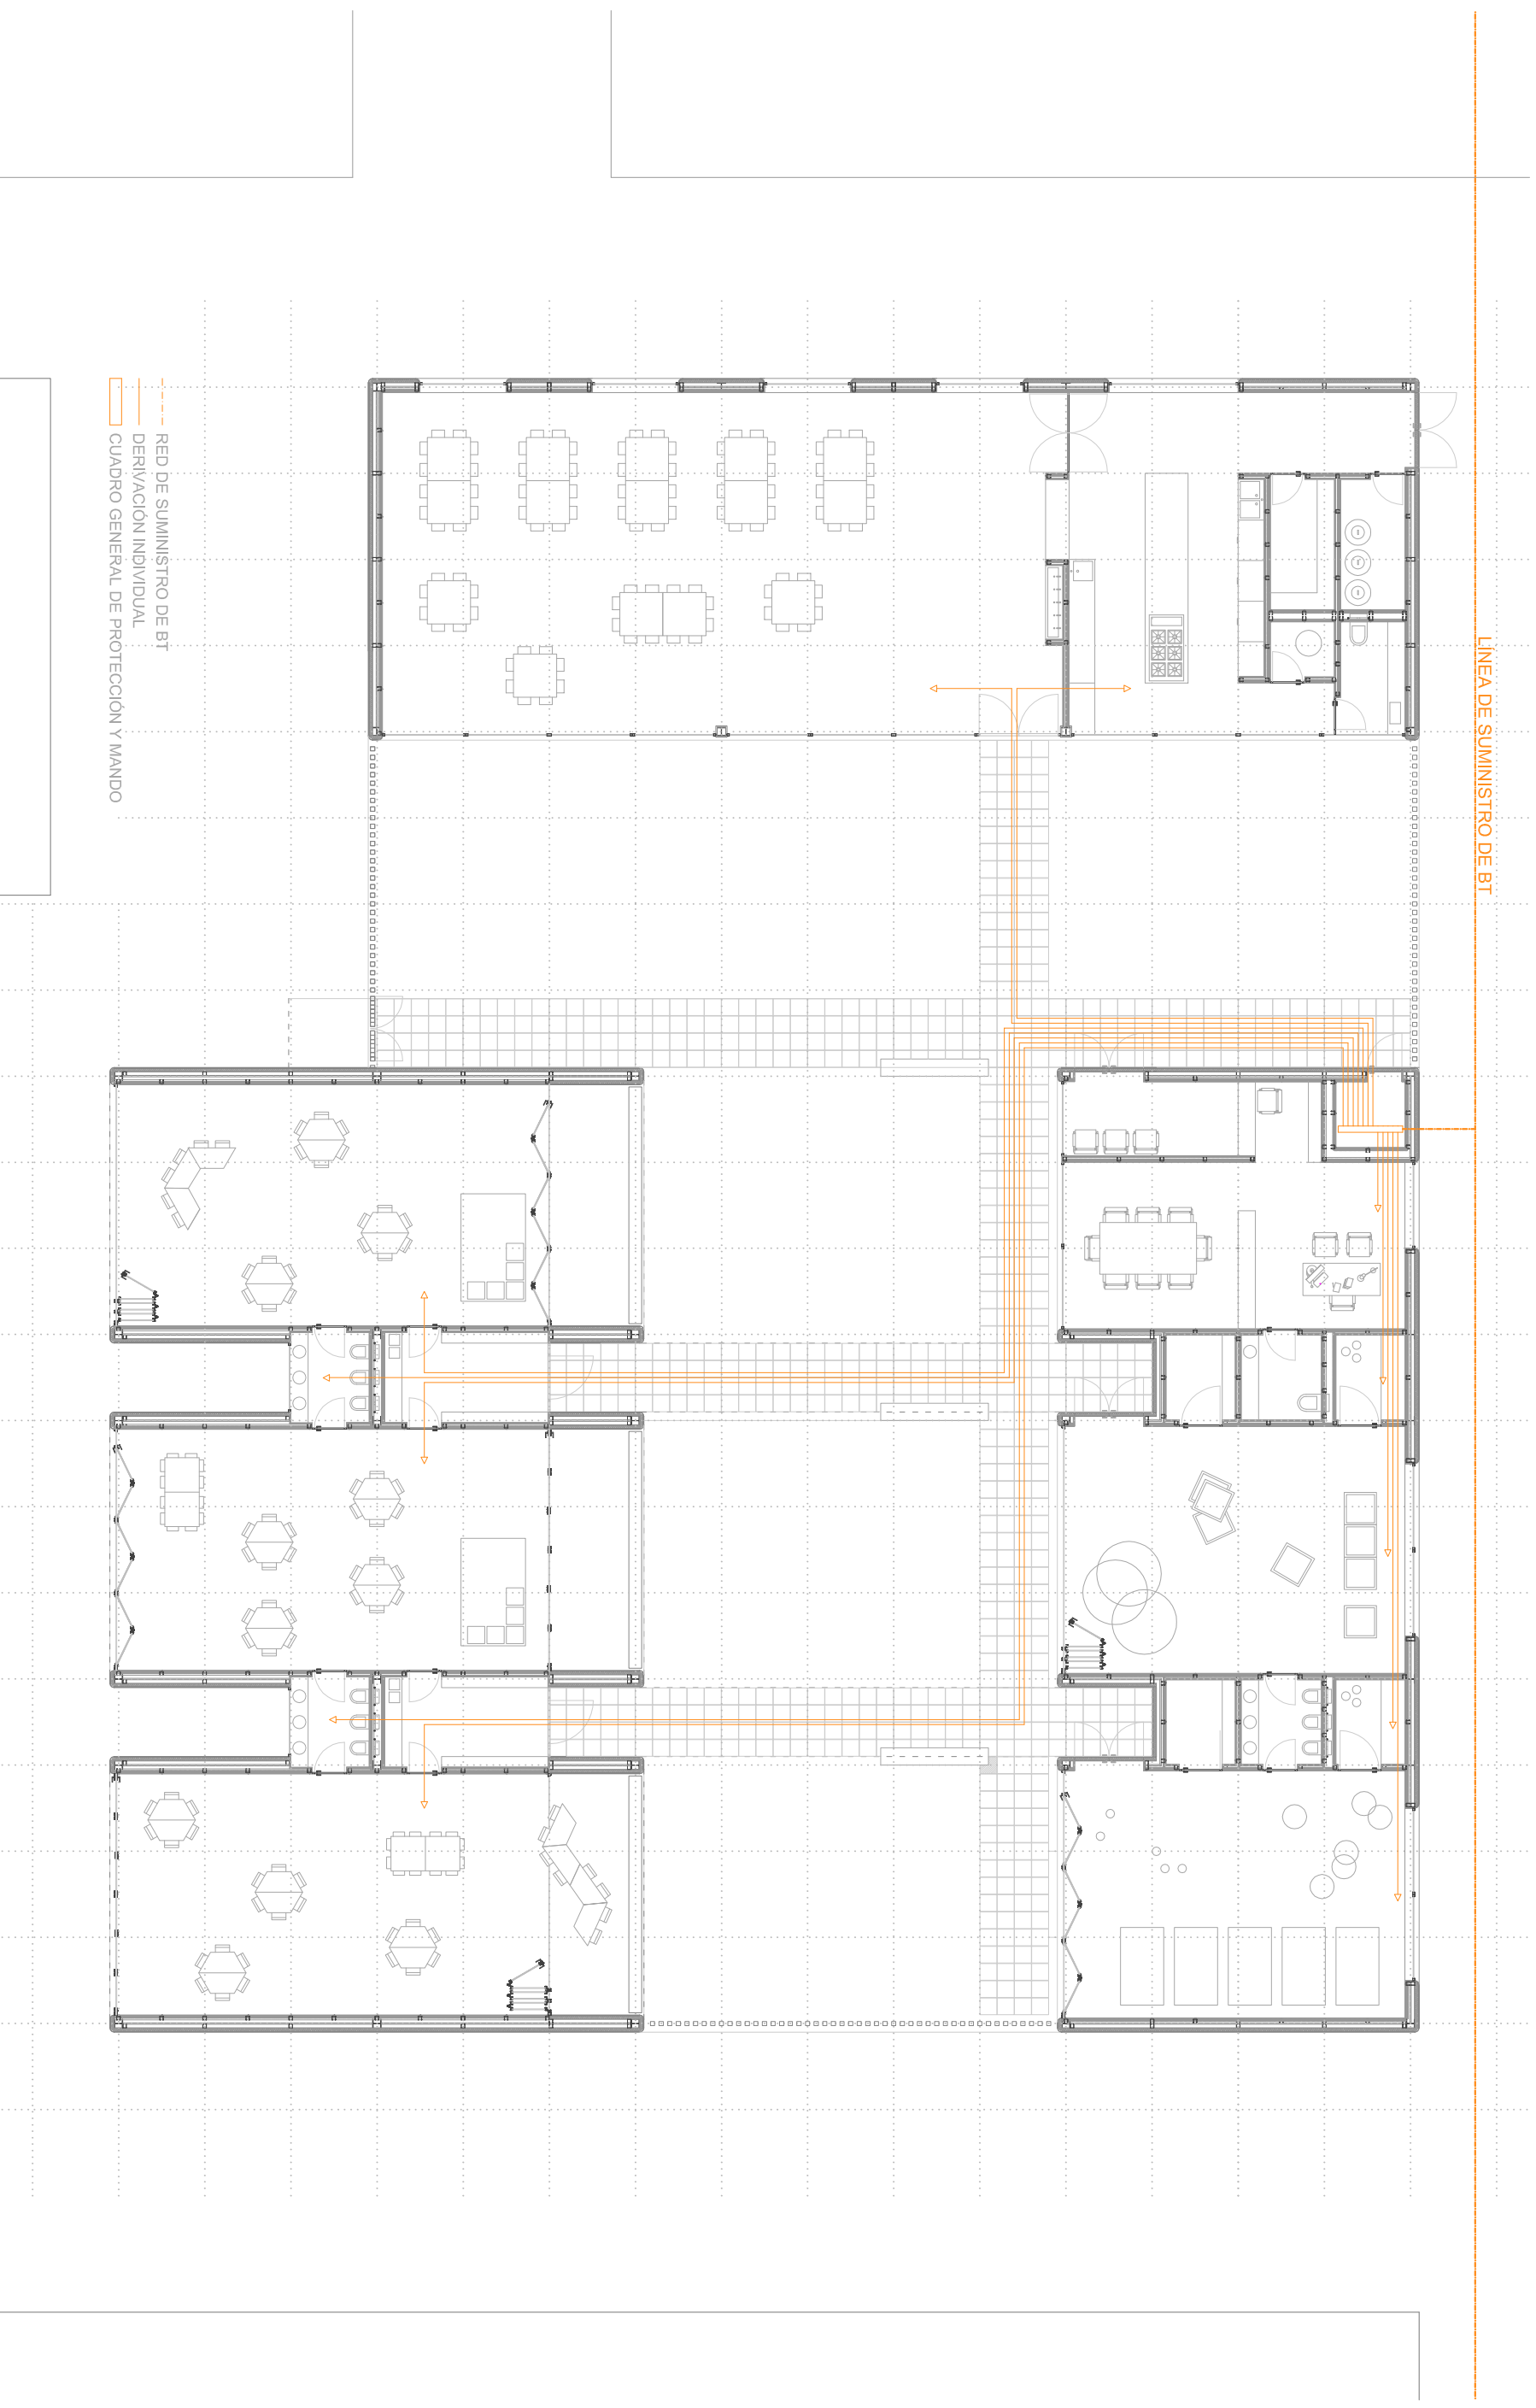 RED DE SUMINISTRO DE BT
DERIVACIÓN INDIVIDUAL
CUADRO GENERAL DE PROTECCIÓN Y MANDO
LÍNEA DE SUMINISTRO DE BT